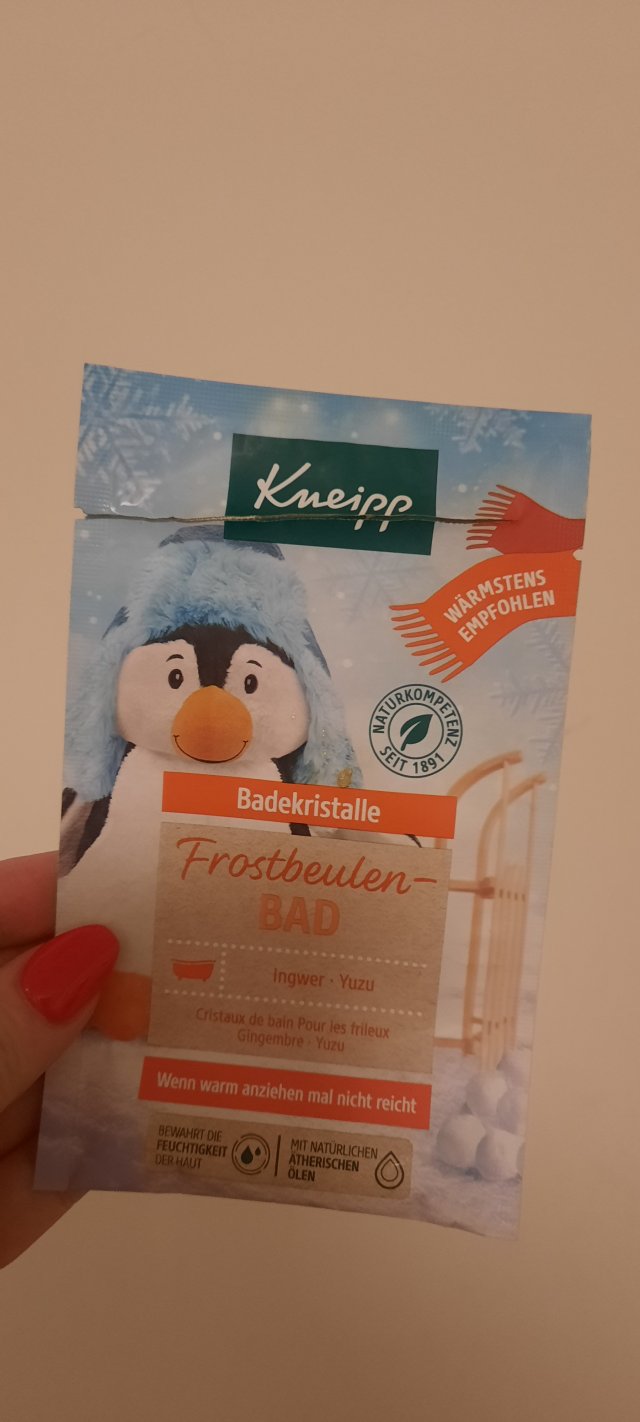 Kneipp
WÄRMSTENS
EMPFOHLEN
NATURKOMPETENZ
SEIT 1891
Badekristalle
Frostbeulen-
BAD
Ingwer · Yuzu
Cristaux de bain Pour les frileux
Gingembre · Yuzu
Wenn warm anziehen mal nicht reicht
BEWAHRT DIE
FEUCHTIGKEIT
DER HAUT
MIT NATÜRLICHEN
ÄTHERISCHEN
ÖLEN